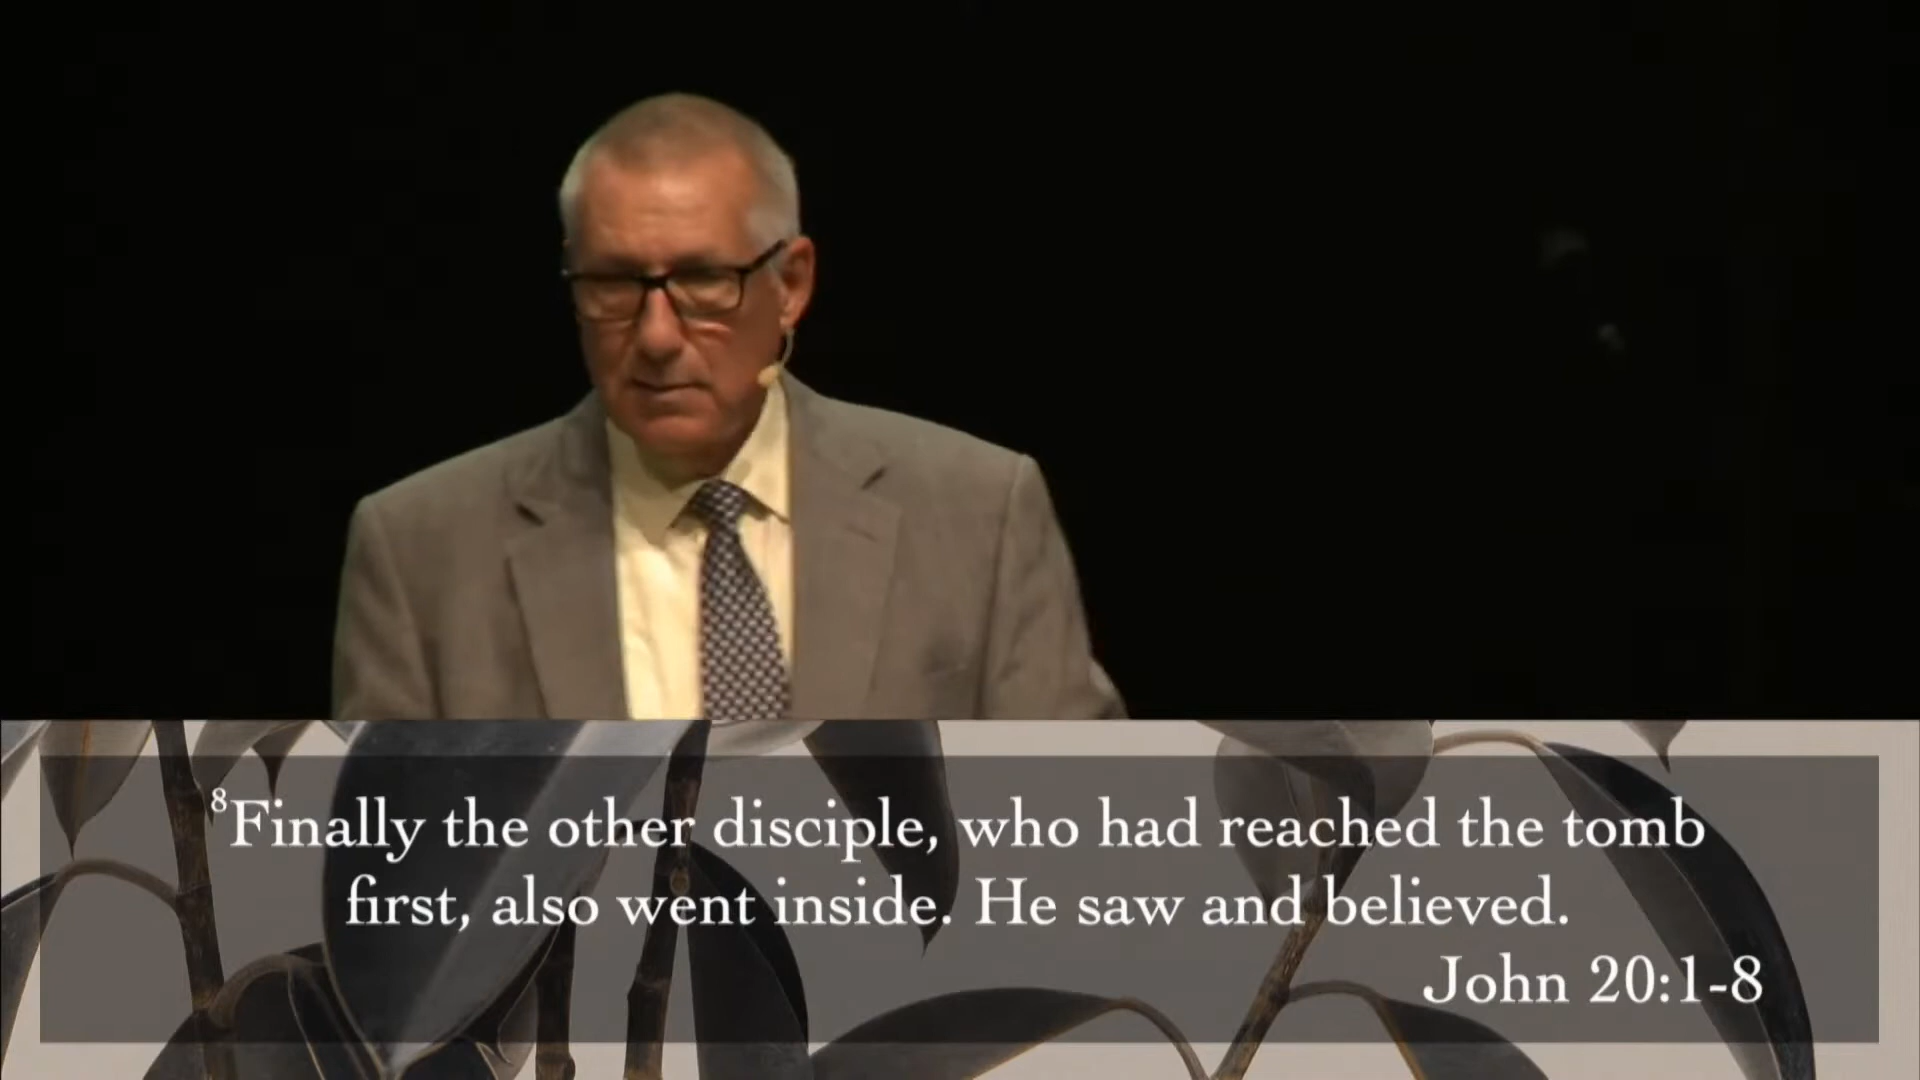 ⁸Finally the other disciple, who had reached the tomb
first, also went inside. He saw and believed.
John 20:1-8